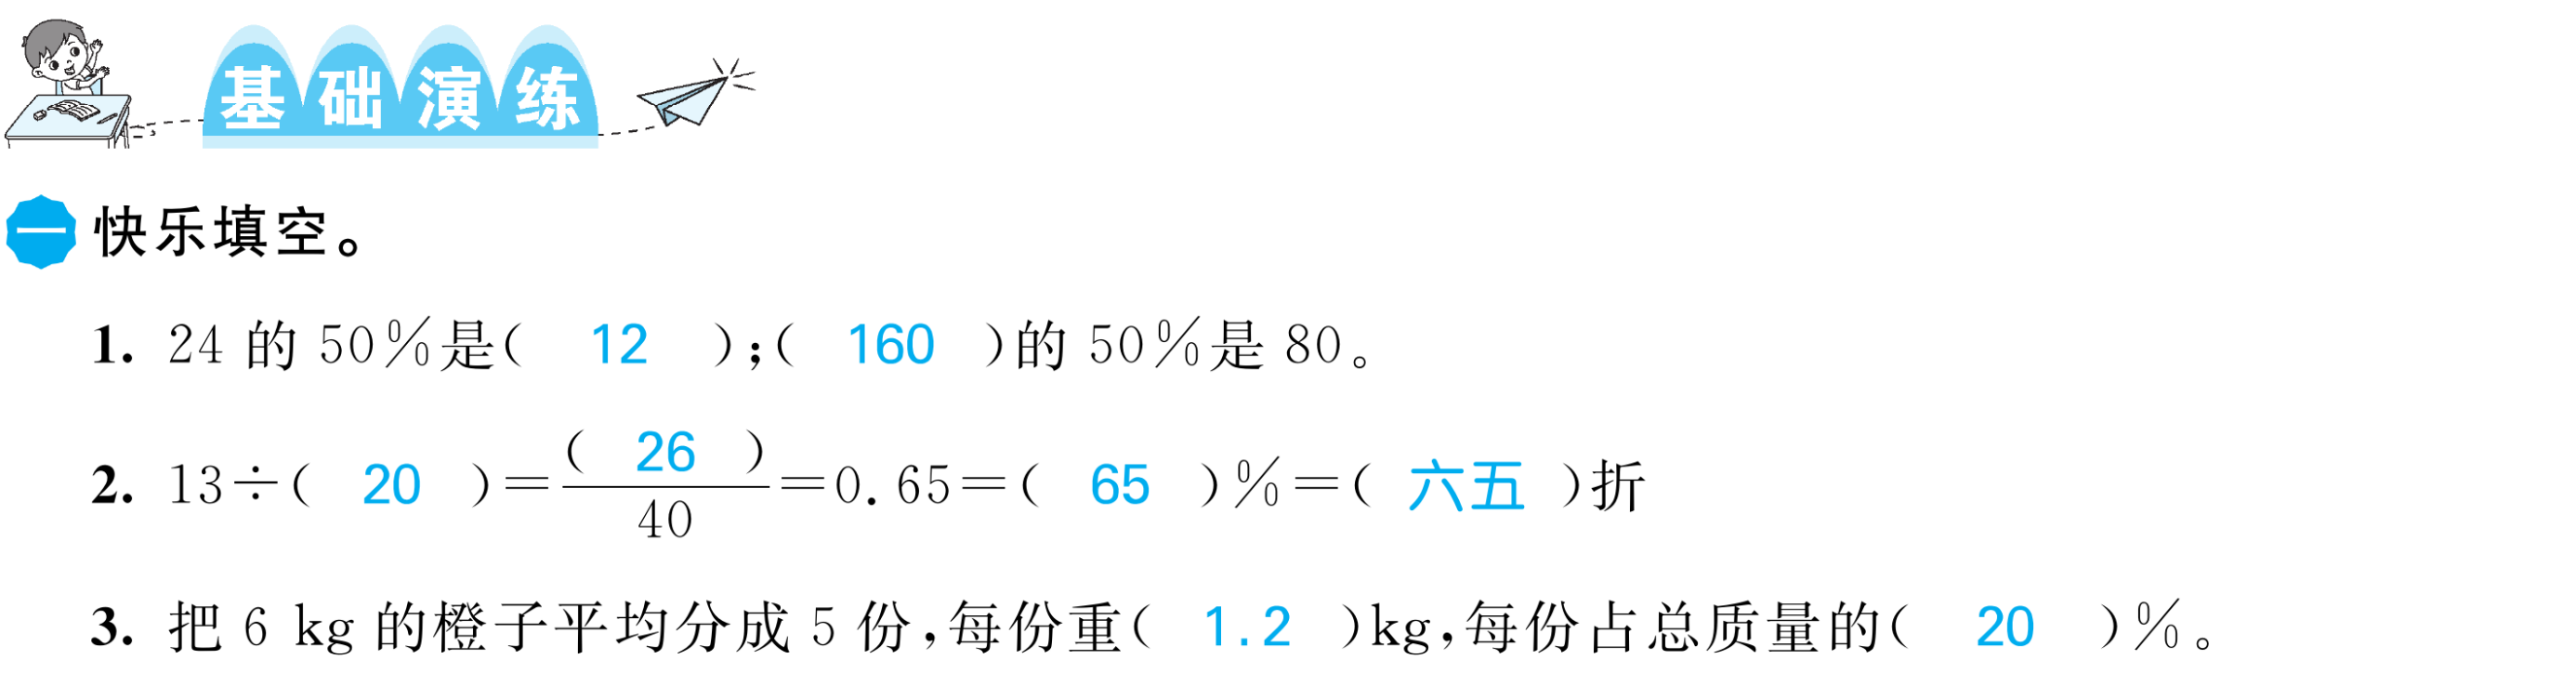 基础演练
一 快乐填空。
1. 24 的 50%是( 12 );( 160 )的 50%是 80。
2. 13÷( 20 )=( 26 )/40=0.65=( 65 )%=( 六五 )折
3. 把 6 kg 的橙子平均分成 5 份,每份重( 1.2 )kg,每份占总质量的( 20 )%。